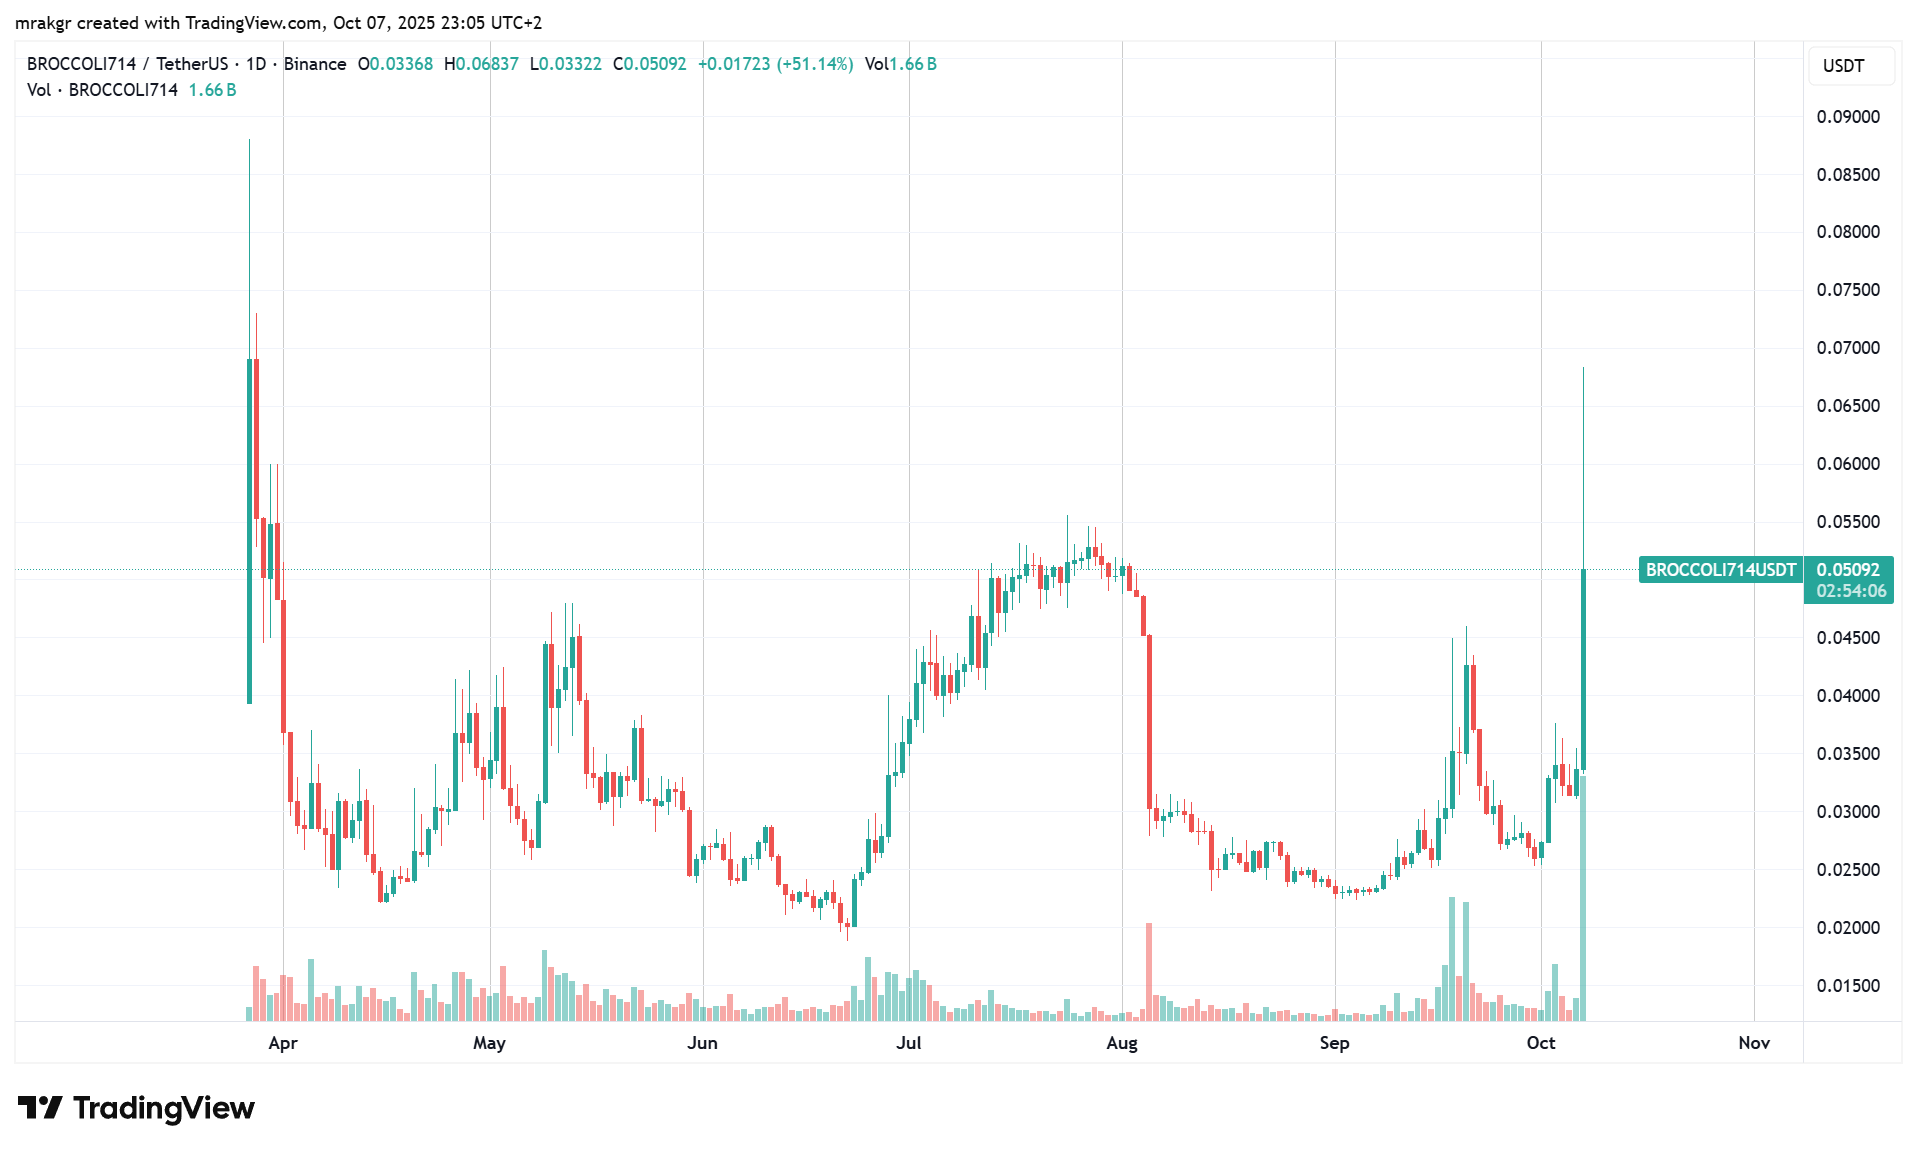 mrakgr created with TradingView.com, Oct 07, 2025 23:05 UTC+2
BROCCOLI714 / TetherUS · 1D · Binance O0.03368 H0.06837 L0.03322 C0.05092 +0.01723 (+51.14%) Vol1.66 B
Vol · BROCCOLI714 1.66 B
USDT
0.09000
0.08500
0.08000
0.07500
0.07000
0.06500
0.06000
0.05500
BROCCOLI714USDT 0.05092
02:54:06
0.04500
0.04000
0.03500
0.03000
0.02500
0.02000
0.01500
Apr May Jun Jul Aug Sep Oct Nov
TradingView